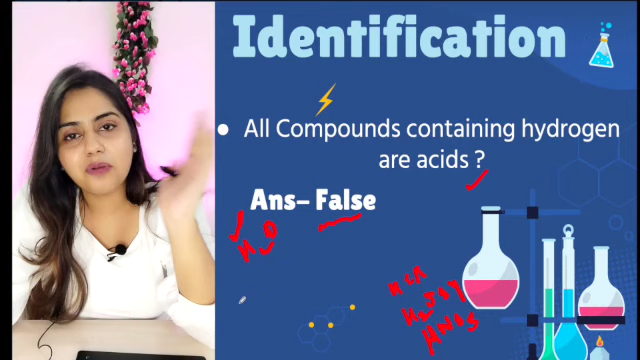 Identification
• All Compounds containing hydrogen
are acids ?
Ans- False
H₂O
HCl
H₂SO₄
HNO₃